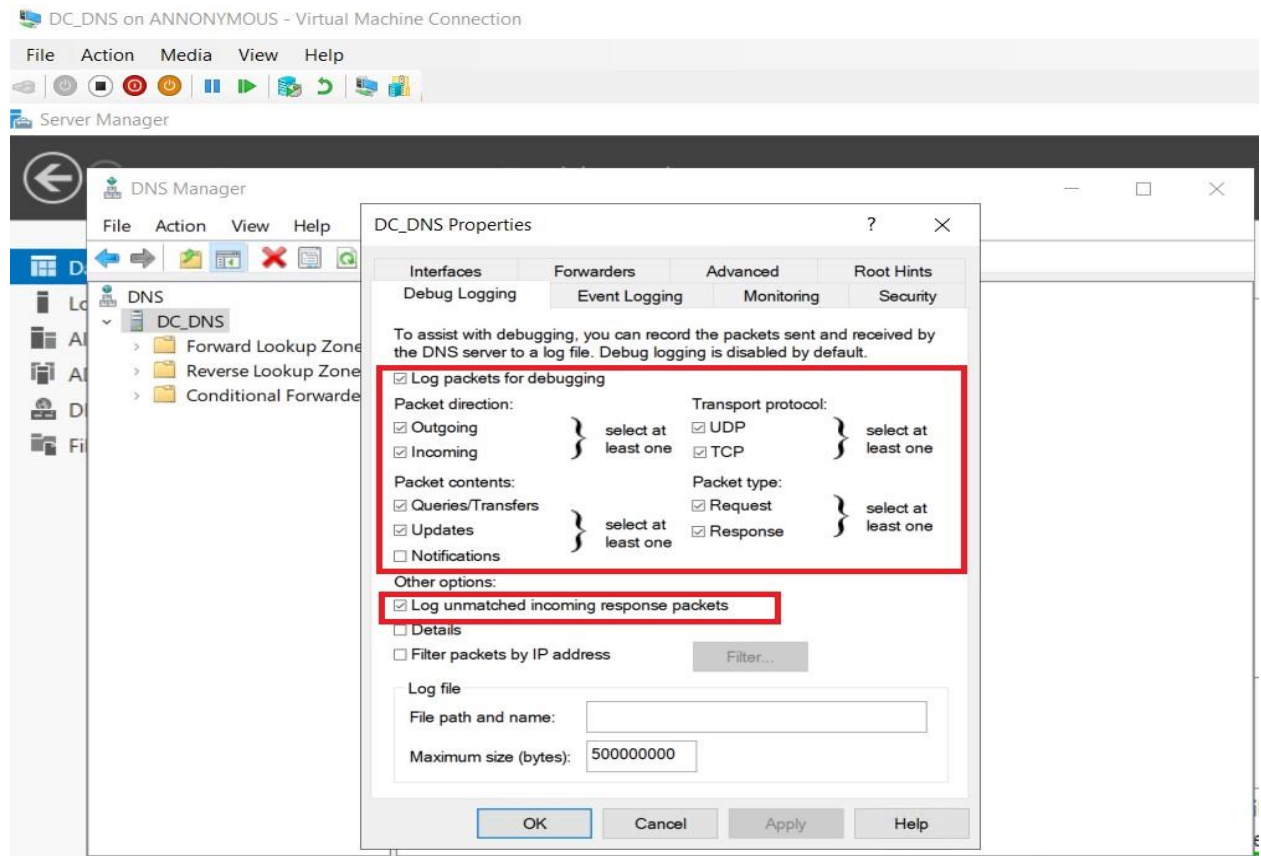 DC_DNS on ANNONYMOUS - Virtual Machine Connection
File Action Media View Help
Server Manager
DNS Manager
File Action View Help
DNS
DC_DNS
Forward Lookup Zone
Reverse Lookup Zone
Conditional Forwarde
DC_DNS Properties ?
Interfaces Forwarders Advanced Root Hints
Debug Logging Event Logging Monitoring Security
To assist with debugging, you can record the packets sent and received by
the DNS server to a log file. Debug logging is disabled by default.
Log packets for debugging
Packet direction: Transport protocol:
Outgoing UDP
select at least one select at least one
Incoming TCP
Packet contents: Packet type:
Queries/Transfers Request
select at least one select at least one
Updates Response
Notifications
Other options:
Log unmatched incoming response packets
Details
Filter packets by IP address Filter...
Log file
File path and name:
Maximum size (bytes): 500000000
OK Cancel Apply Help